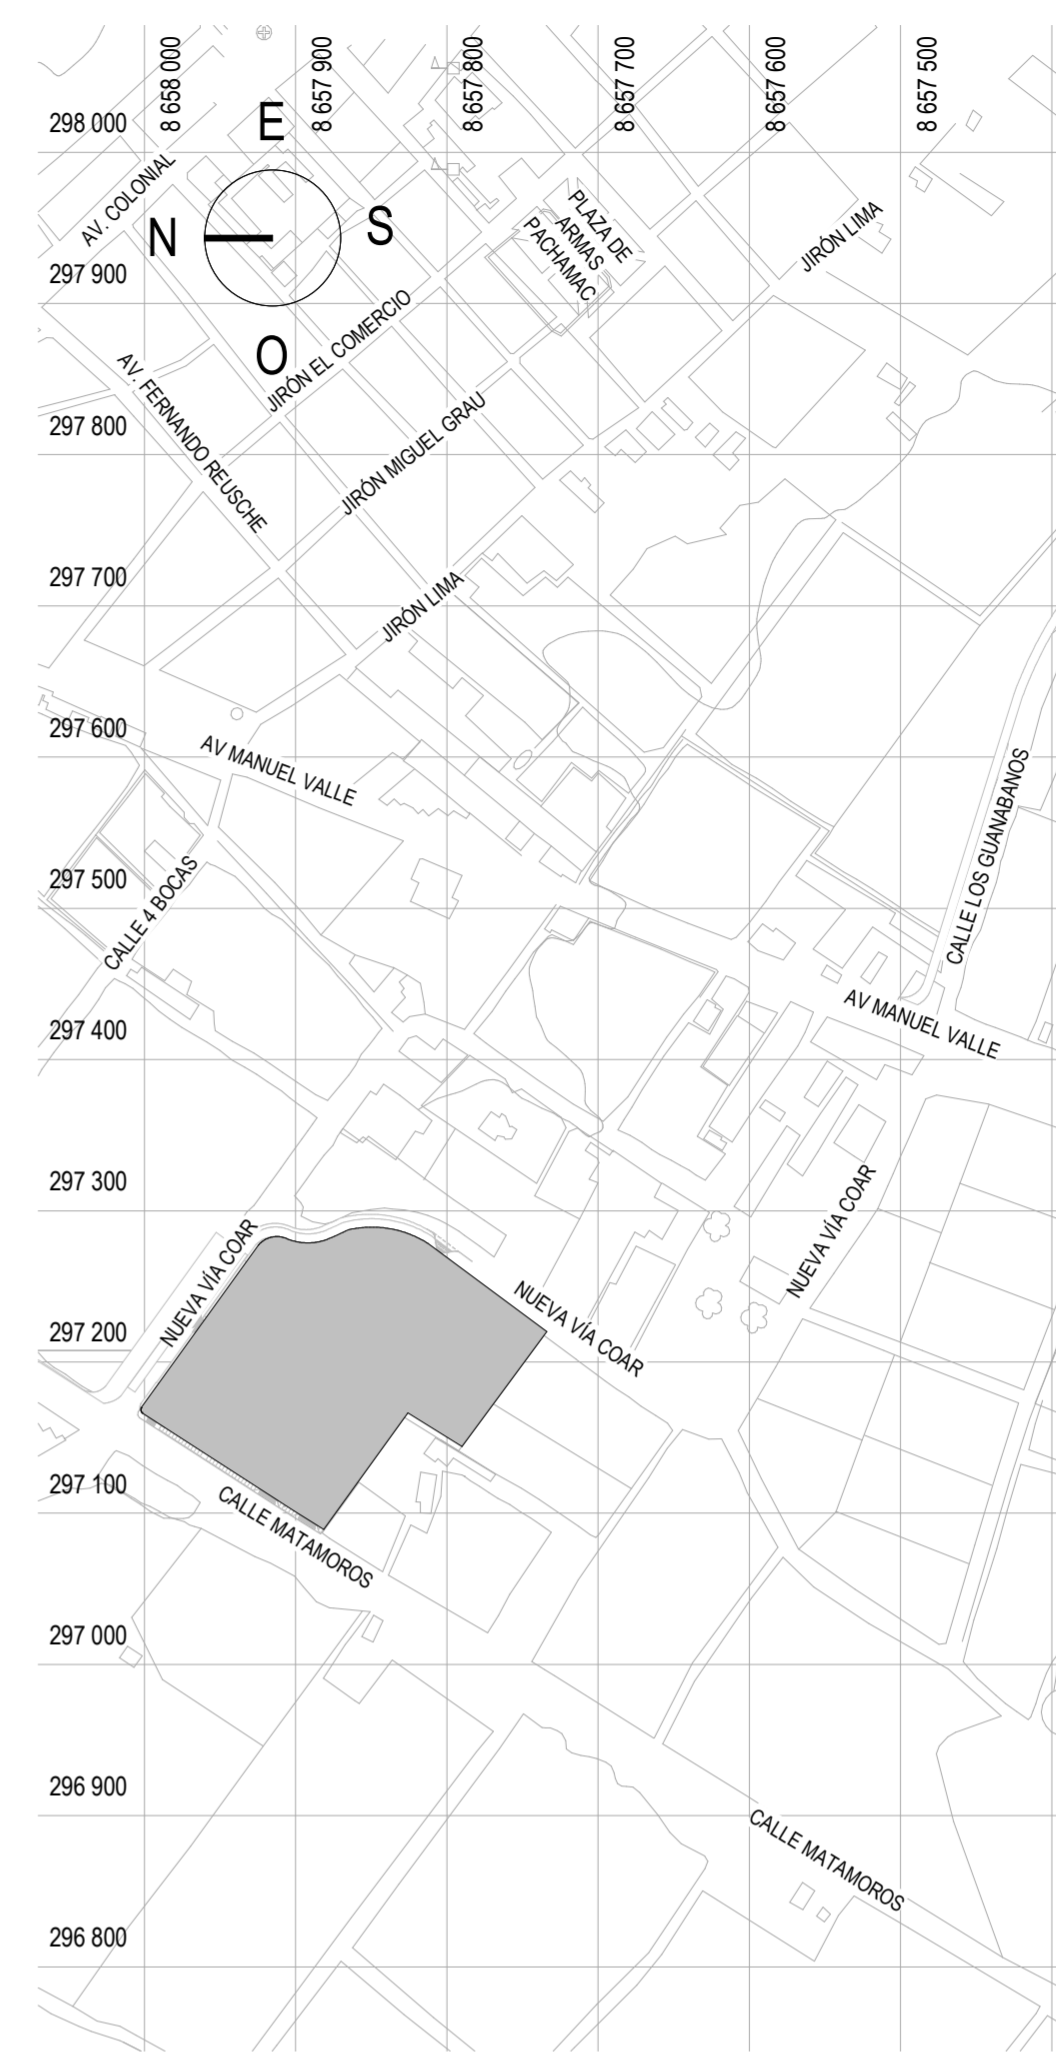 8 658 000
8 657 900
8 657 800
8 657 700
8 657 600
8 657 500
298 000
E
AV. COLONIAL
N
S
PLAZA DE
ARMAS
PACHAMAC
JIRÓN LIMA
297 900
O
JIRÓN EL COMERCIO
AV. FERNANDO REUSCHE
297 800
JIRÓN MIGUEL GRAU
297 700
JIRÓN LIMA
297 600
AV MANUEL VALLE
CALLE LOS GUANABANOS
297 500
CALLE 4 BOCAS
AV MANUEL VALLE
297 400
297 300
NUEVA VÍA COAR
NUEVA VÍA COAR
NUEVA VÍA COAR
297 200
297 100
CALLE MATAMOROS
297 000
296 900
CALLE MATAMOROS
296 800